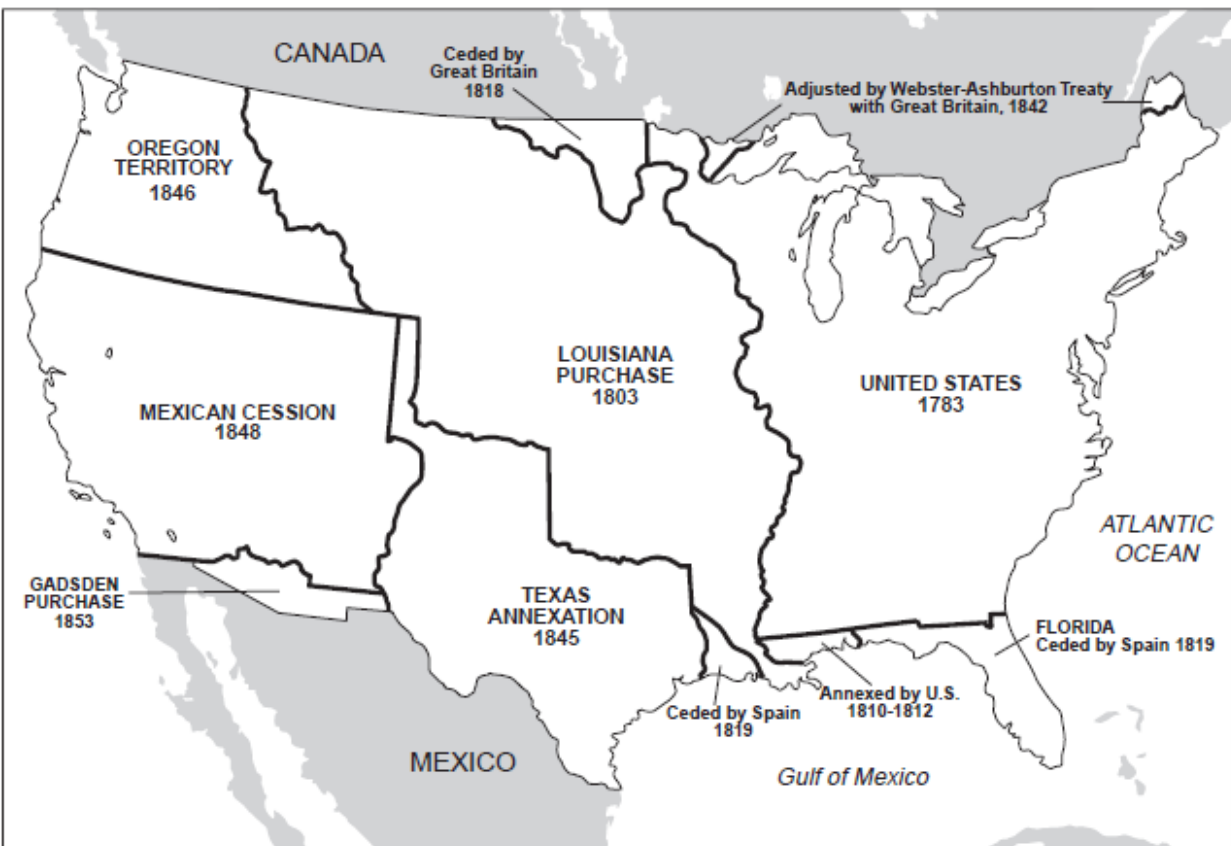 CANADA
Ceded by
Great Britain
1818
Adjusted by Webster-Ashburton Treaty
with Great Britain, 1842
OREGON
TERRITORY
1846
LOUISIANA
PURCHASE
1803
UNITED STATES
1783
MEXICAN CESSION
1848
ATLANTIC
OCEAN
GADSDEN
PURCHASE
1853
TEXAS
ANNEXATION
1845
FLORIDA
Ceded by Spain 1819
Annexed by U.S.
1810-1812
Ceded by Spain
1819
MEXICO
Gulf of Mexico